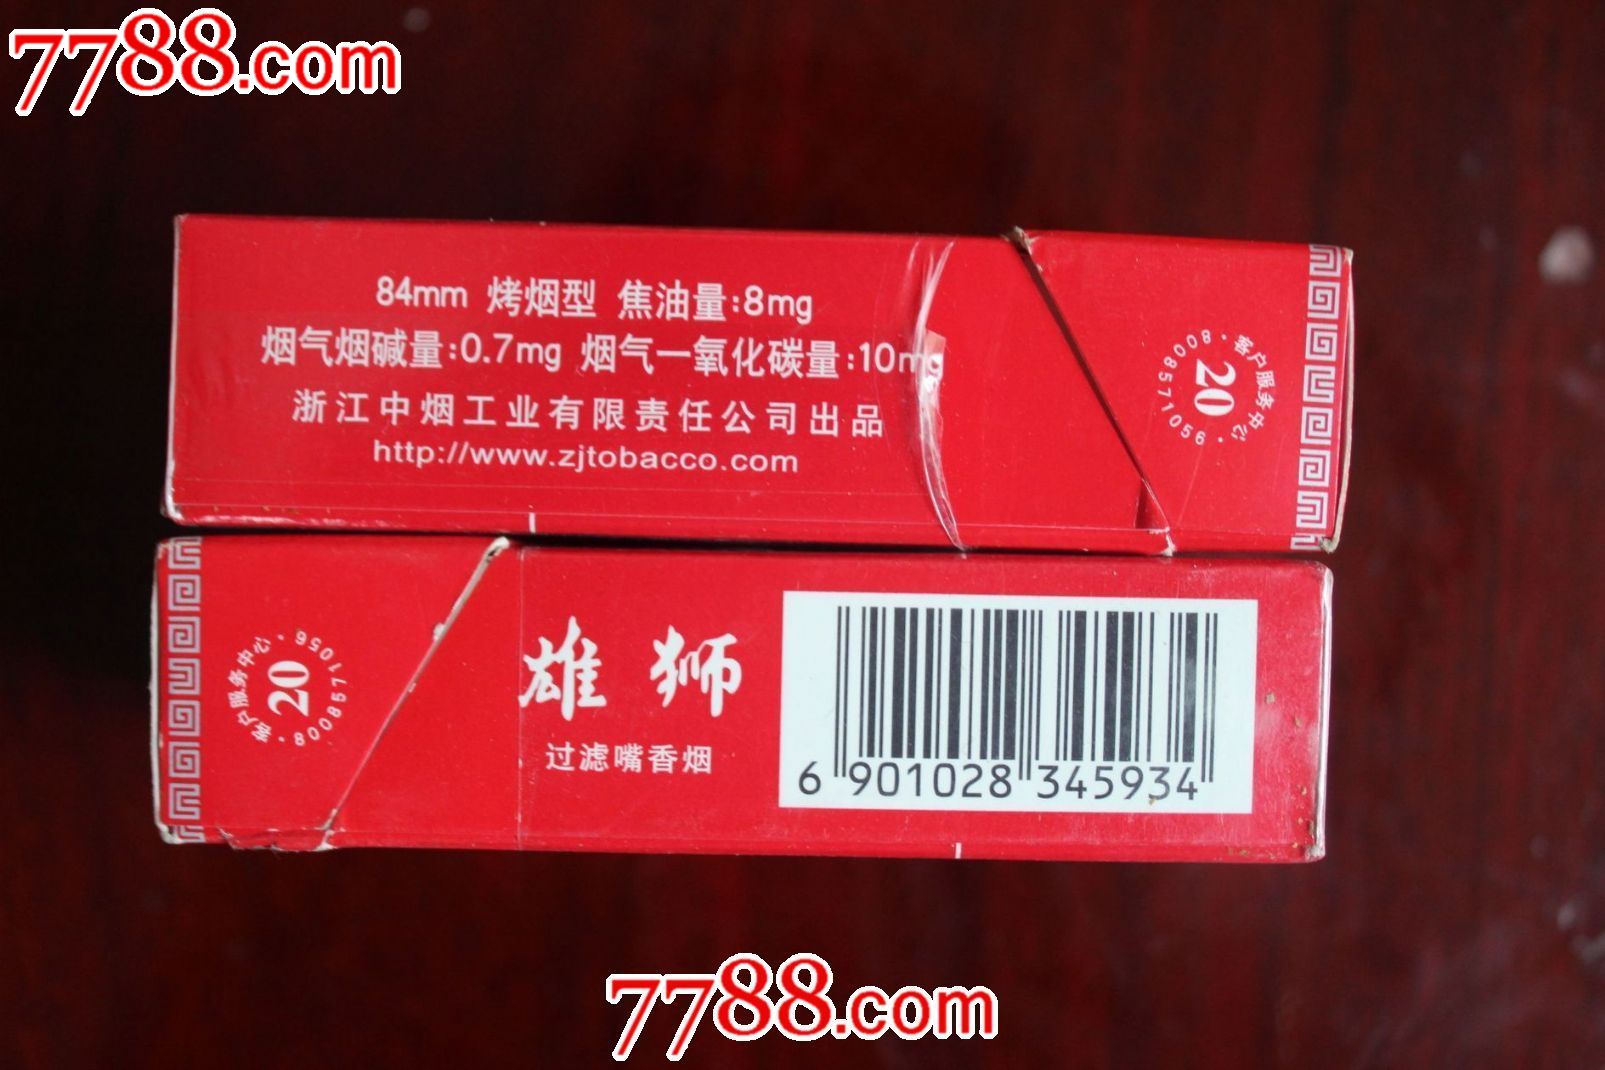 7788.com
84mm 烤烟型 焦油量:8mg
烟气烟碱量:0.7mg 烟气一氧化碳量:10mg
浙江中烟工业有限责任公司出品
http://www.zjtobacco.com
客户服务中心·8008571056·
20
客户服务中心·8008571056·
20
雄狮
过滤嘴香烟
6 901028 345934
7788.com